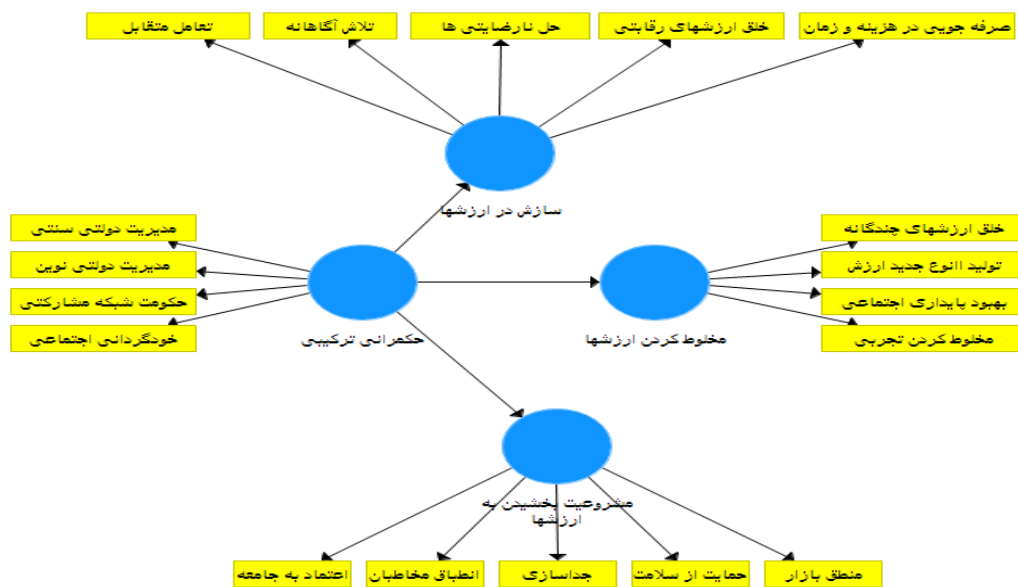 صرفه جویی در هزینه و زمان
خلق ارزشهای رقابتی
حل نارضایتی ها
تلاش آگاهانه
تعامل متقابل
سازش در ارزشها
خلق ارزشهای چندگانه
تولید اانوع جدید ارزش
بهبود پایداری اجتماعی
مخلوط کردن تجربی
مخلوط کردن ارزشها
حکمرانی ترکیبی
مدیریت دولتی سنتی
مدیریت دولتی نوین
حکومت شبکه مشارکتی
خودگردانی اجتماعی
مشروعیت بخشیدن به
ارزشها
منطق بازار
حمایت از سلامت
جداسازی
انطباق مخاطبان
اعتماد به جامعه